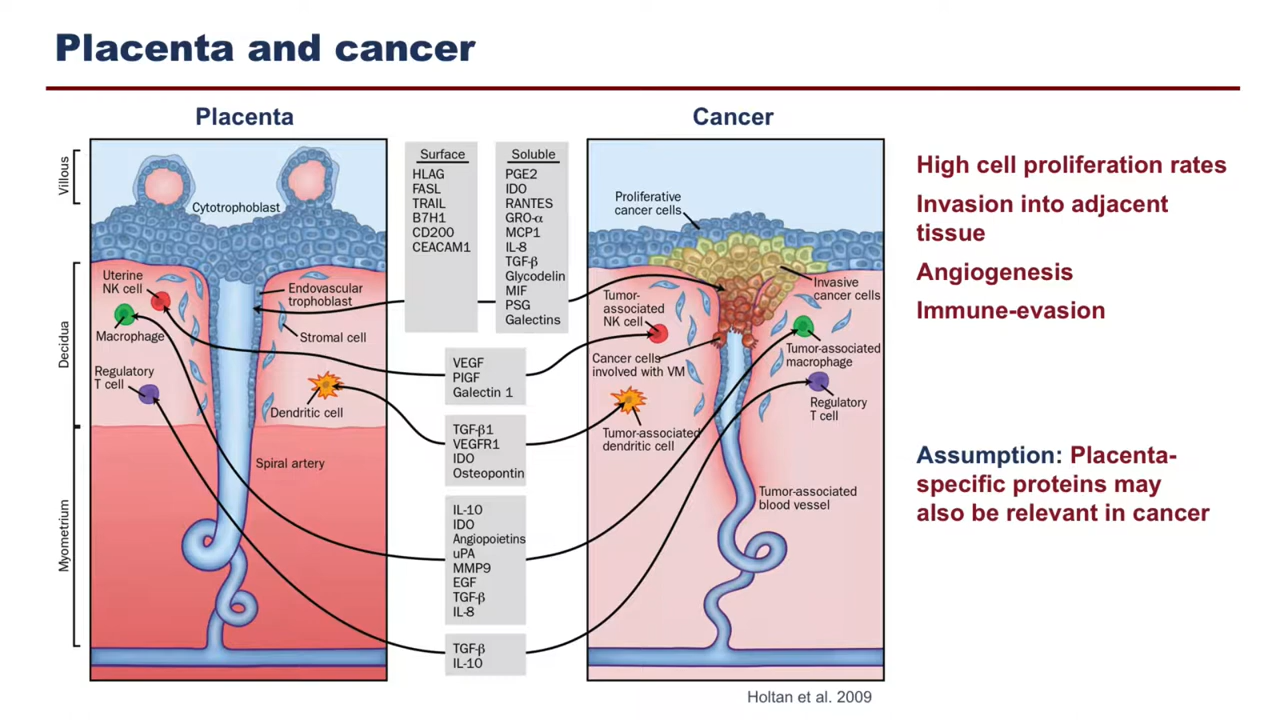 Placenta and cancer
Placenta
Villous
Decidua
Myometrium
Cytotrophoblast
Uterine
NK cell
Endovascular
trophoblast
Macrophage
Stromal cell
Regulatory
T cell
Dendritic cell
Spiral artery
Surface
HLAG
FASL
TRAIL
B7H1
CD200
CEACAM1
Soluble
PGE2
IDO
RANTES
GRO-α
MCP1
IL-8
TGF-β
Glycodelin
MIF
PSG
Galectins
VEGF
PIGF
Galectin 1
TGF-β1
VEGFR1
IDO
Osteopontin
IL-10
IDO
Angiopoietins
uPA
MMP9
EGF
TGF-β
IL-8
TGF-β
IL-10
Cancer
Proliferative
cancer cells
Invasive
cancer cells
Tumor-
associated
NK cell
Cancer cells
involved with VM
Tumor-associated
macrophage
Regulatory
T cell
Tumor-associated
dendritic cell
Tumor-associated
blood vessel
Holtan et al. 2009
High cell proliferation rates
Invasion into adjacent
tissue
Angiogenesis
Immune-evasion
Assumption: Placenta-
specific proteins may
also be relevant in cancer